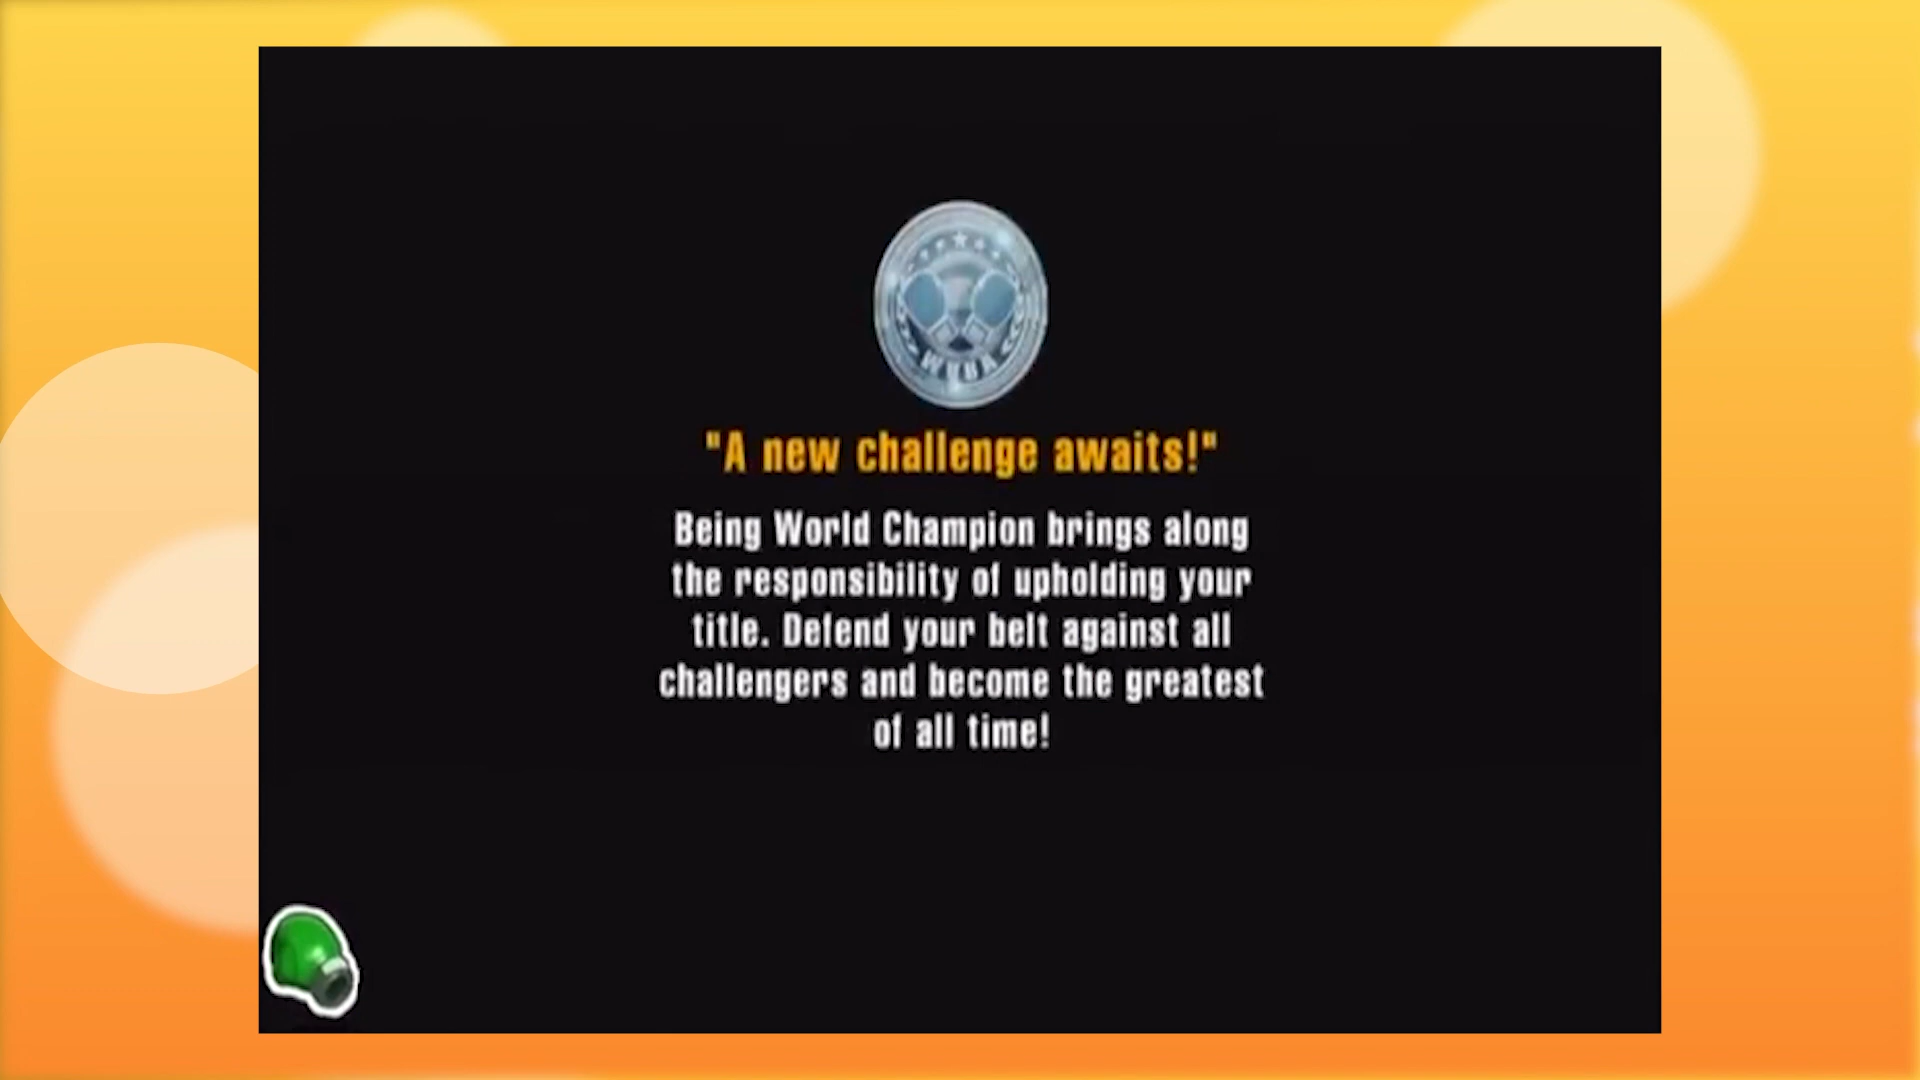 WVBA
"A new challenge awaits!"
Being World Champion brings along
the responsibility of upholding your
title. Defend your belt against all
challengers and become the greatest
of all time!